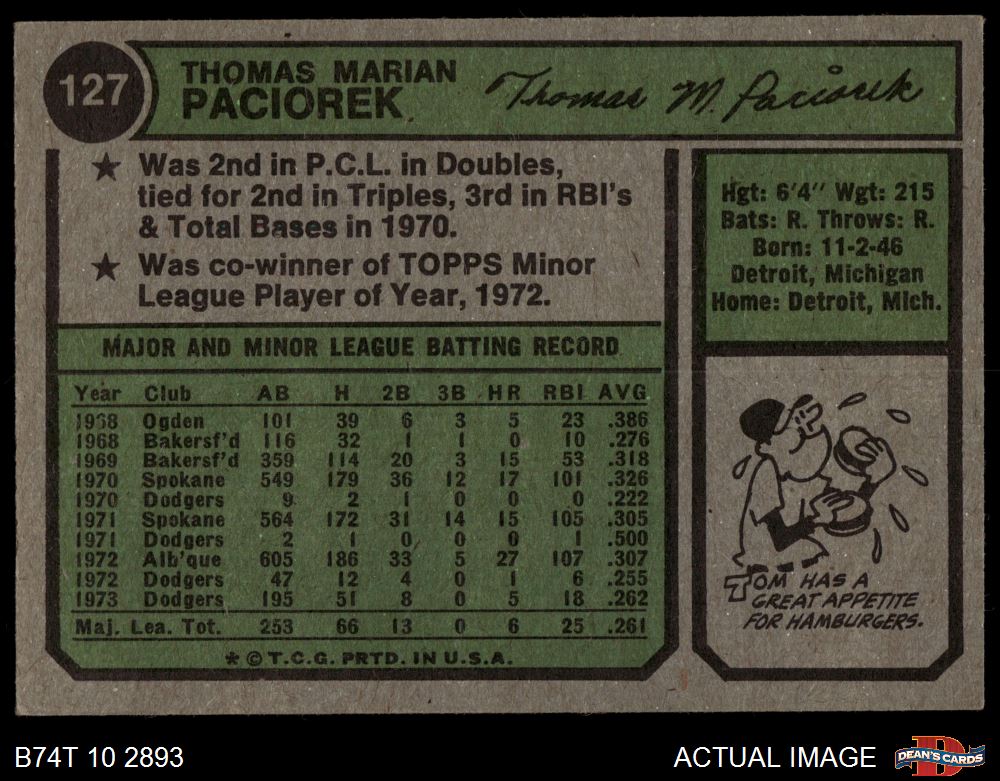 127
THOMAS MARIAN
PACIOREK
Thomas M. Paciorek
★ Was 2nd in P.C.L. in Doubles,
tied for 2nd in Triples, 3rd in RBI's
& Total Bases in 1970.
★ Was co-winner of TOPPS Minor
League Player of Year, 1972.
Hgt: 6'4" Wgt: 215
Bats: R. Throws: R.
Born: 11-2-46
Detroit, Michigan
Home: Detroit, Mich.
MAJOR AND MINOR LEAGUE BATTING RECORD
Year Club AB H 2B 3B HR RBI AVG
1968 Ogden 101 39 6 3 5 23 .386
1968 Bakersf'd 116 32 1 1 0 10 .276
1969 Bakersf'd 359 114 20 3 15 53 .318
1970 Spokane 549 179 36 12 17 101 .326
1970 Dodgers 9 2 1 0 0 0 .222
1971 Spokane 564 172 31 14 15 105 .305
1971 Dodgers 2 1 0 0 0 1 .500
1972 Alb'que 605 186 33 5 27 107 .307
1972 Dodgers 47 12 4 0 1 6 .255
1973 Dodgers 195 51 8 0 5 18 .262
Maj. Lea. Tot. 253 66 13 0 6 25 .261
* © T.C.G. PRTD. IN U.S.A.
TOM HAS A
GREAT APPETITE
FOR HAMBURGERS.
B74T 10 2893
ACTUAL IMAGE
D
DEAN'S CARDS